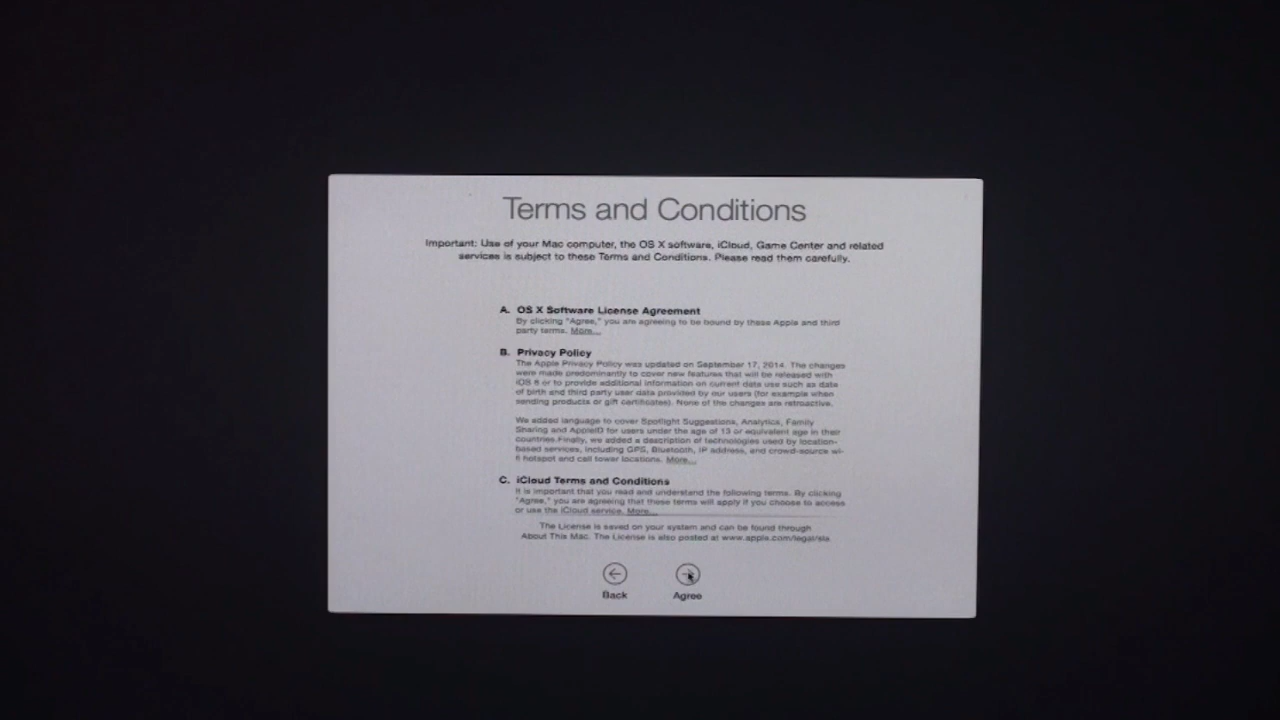 Terms and Conditions
Important: Use of your Mac computer, the OS X software, iCloud, Game Center and related
services is subject to these Terms and Conditions. Please read them carefully.
A. OS X Software License Agreement
By clicking "Agree," you are agreeing to be bound by these Apple and third
party terms. More...
B. Privacy Policy
The Apple Privacy Policy was updated on September 17, 2014. The changes
were made predominantly to cover new features that will be released with
iOS 8 or to provide additional information on current data use such as date
of birth and third party user data provided by our users (for example when
sending products or gift certificates). None of the changes are retroactive.
We added language to cover Spotlight Suggestions, Analytics, Family
Sharing and AppleID for users under the age of 13 or equivalent age in their
countries.Finally, we added a description of technologies used by location-
based services, including GPS, Bluetooth, IP address, and crowd-source wi-
fi hotspot and cell tower locations. More...
C. iCloud Terms and Conditions
It is important that you read and understand the following terms. By clicking
"Agree," you are agreeing that these terms will apply if you choose to access
or use the iCloud service. More...
The License is saved on your system and can be found through
About This Mac. The License is also posted at www.apple.com/legal/sla.
Back
Agree